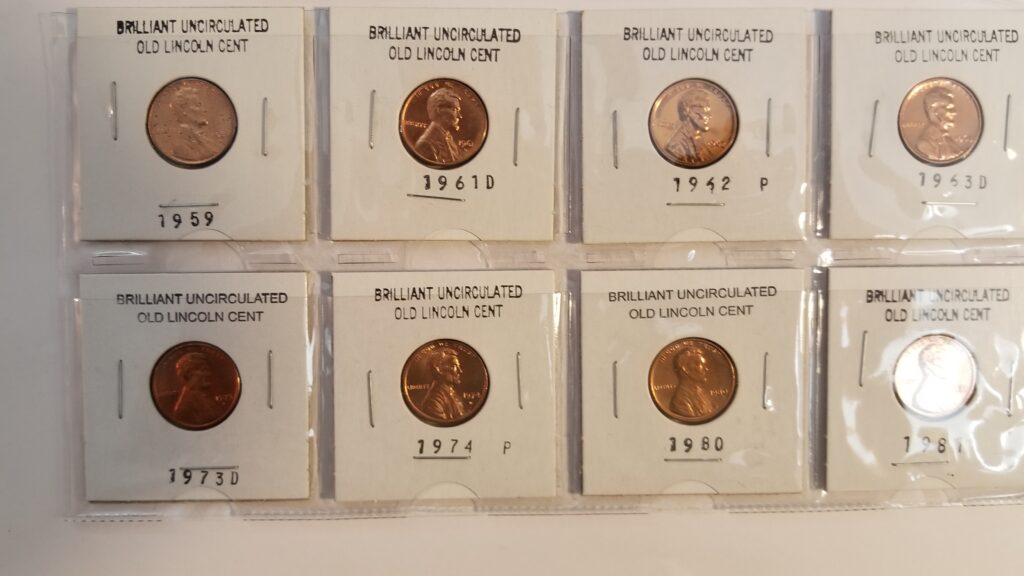 BRILLIANT UNCIRCULATED
OLD LINCOLN CENT
1959
BRILLIANT UNCIRCULATED
OLD LINCOLN CENT
1961D
BRILLIANT UNCIRCULATED
OLD LINCOLN CENT
1962 P
BRILLIANT UNCIRCULATED
OLD LINCOLN CENT
1963D
BRILLIANT UNCIRCULATED
OLD LINCOLN CENT
1973D
BRILLIANT UNCIRCULATED
OLD LINCOLN CENT
1974 P
BRILLIANT UNCIRCULATED
OLD LINCOLN CENT
1980
BRILLIANT UNCIRCULATED
OLD LINCOLN CENT